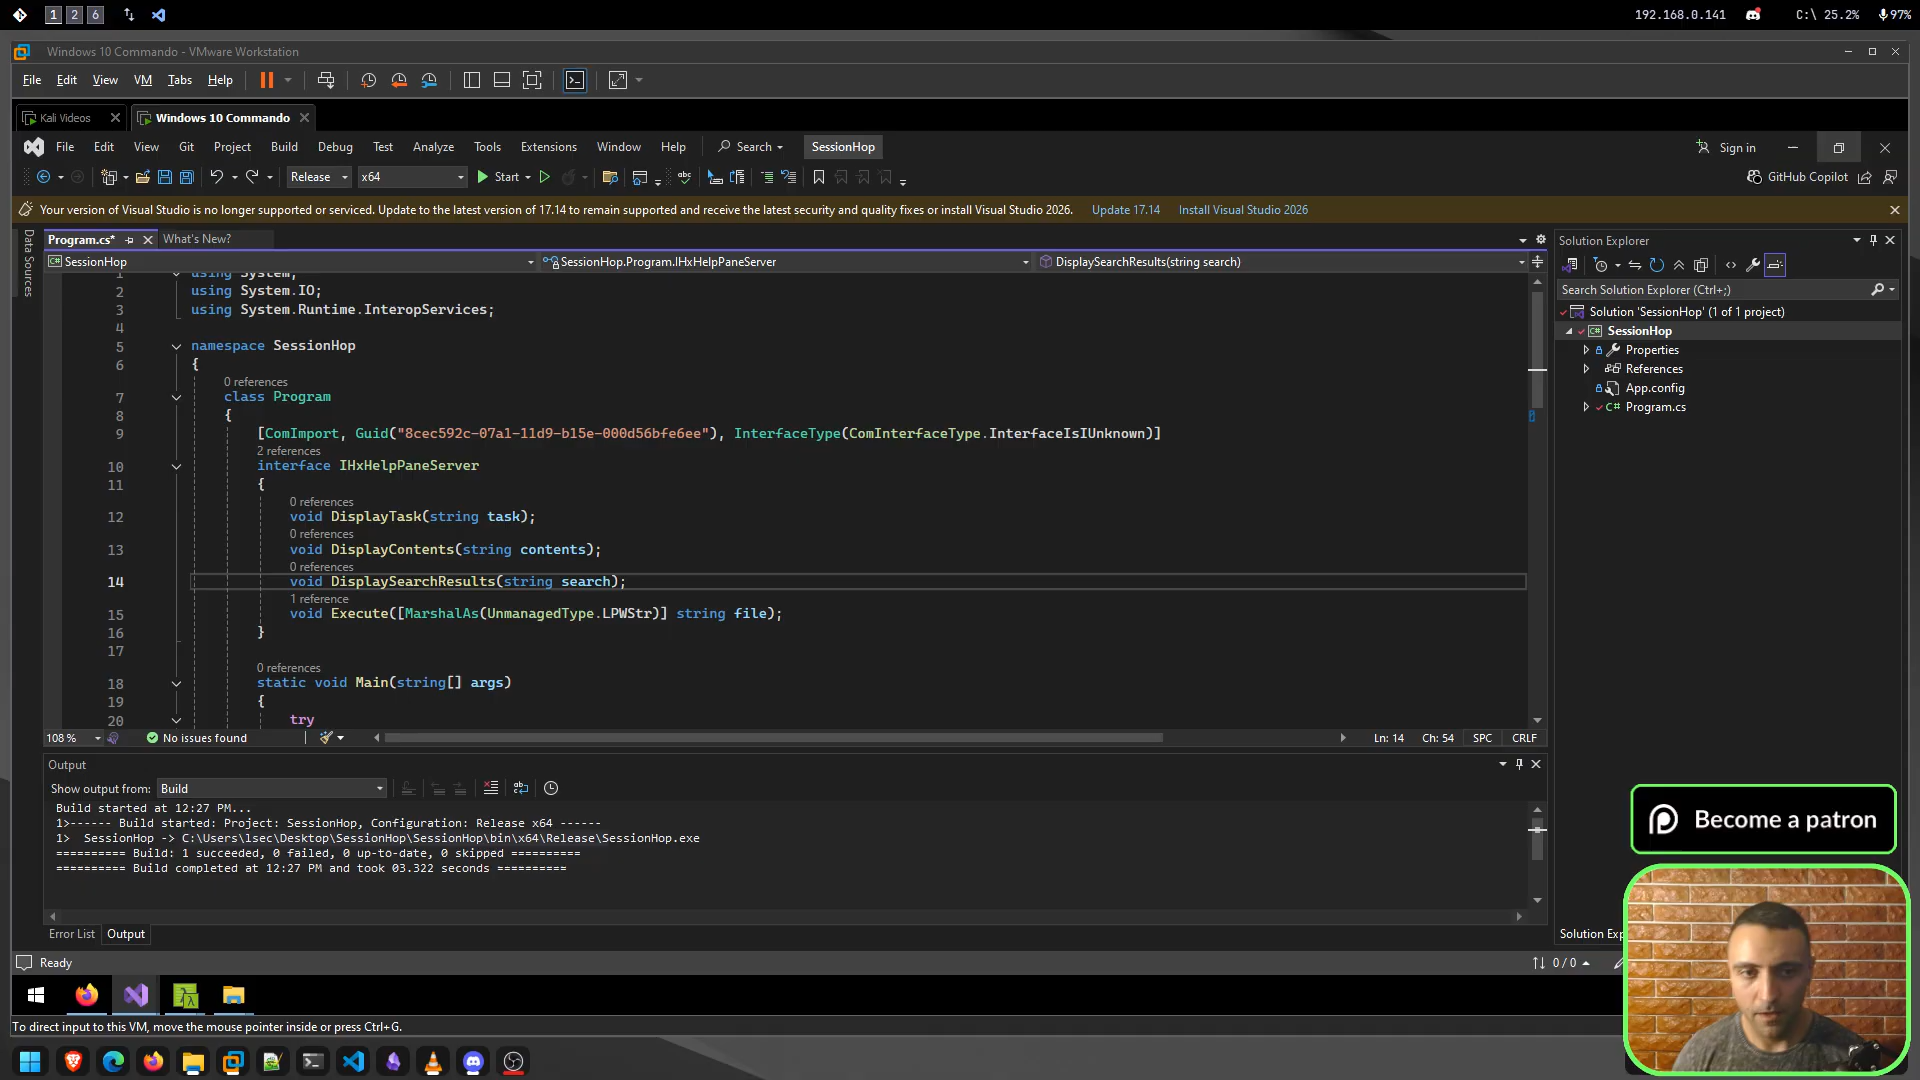 1 2 6
192.168.0.141 C:\ 25.2% 97%
Windows 10 Commando - VMware Workstation
File Edit View VM Tabs Help
Kali Videos Windows 10 Commando
File Edit View Git Project Build Debug Test Analyze Tools Extensions Window Help Search SessionHop Sign in
Release x64 Start GitHub Copilot
Your version of Visual Studio is no longer supported or serviced. Update to the latest version of 17.14 to remain supported and receive the latest security and quality fixes or install Visual Studio 2026. Update 17.14 Install Visual Studio 2026
Data Sources
Program.cs* What's New?
SessionHop SessionHop.Program.IHxHelpPaneServer DisplaySearchResults(string search)
1 using System;
2 using System.IO;
3 using System.Runtime.InteropServices;
4
5 namespace SessionHop
6 {
0 references
7 class Program
8 {
9 [ComImport, Guid("8cec592c-07a1-11d9-b15e-000d56bfe6ee"), InterfaceType(ComInterfaceType.InterfaceIsIUnknown)]
2 references
10 interface IHxHelpPaneServer
11 {
0 references
12 void DisplayTask(string task);
0 references
13 void DisplayContents(string contents);
0 references
14 void DisplaySearchResults(string search);
1 reference
15 void Execute([MarshalAs(UnmanagedType.LPWStr)] string file);
16 }
17
0 references
18 static void Main(string[] args)
19 {
20 try
108 % No issues found Ln: 14 Ch: 54 SPC CRLF
Output
Show output from: Build
Build started at 12:27 PM...
1>------ Build started: Project: SessionHop, Configuration: Release x64 ------
1>  SessionHop -> C:\Users\lsec\Desktop\SessionHop\SessionHop\bin\x64\Release\SessionHop.exe
========== Build: 1 succeeded, 0 failed, 0 up-to-date, 0 skipped ==========
========== Build completed at 12:27 PM and took 03.322 seconds ==========
Error List Output
Solution Explorer
Search Solution Explorer (Ctrl+;)
Solution 'SessionHop' (1 of 1 project)
SessionHop
Properties
References
App.config
Program.cs
Become a patron
Solution Exp
Ready 0 / 0
To direct input to this VM, move the mouse pointer inside or press Ctrl+G.